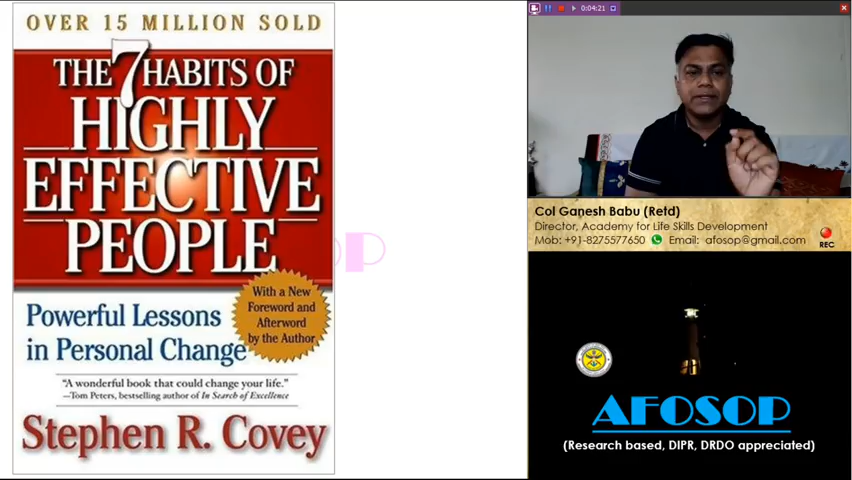 OVER 15 MILLION SOLD
THE 7 HABITS OF
HIGHLY
EFFECTIVE
PEOPLE
Powerful Lessons
in Personal Change
With a New
Foreword and
Afterword
by the Author
"A wonderful book that could change your life."
—Tom Peters, bestselling author of In Search of Excellence
Stephen R. Covey
OP
0:04:21
Col Ganesh Babu (Retd)
Director, Academy for Life Skills Development
Mob: +91-8275577650 Email: afosop@gmail.com
REC
AFOSOP
(Research based, DIPR, DRDO appreciated)